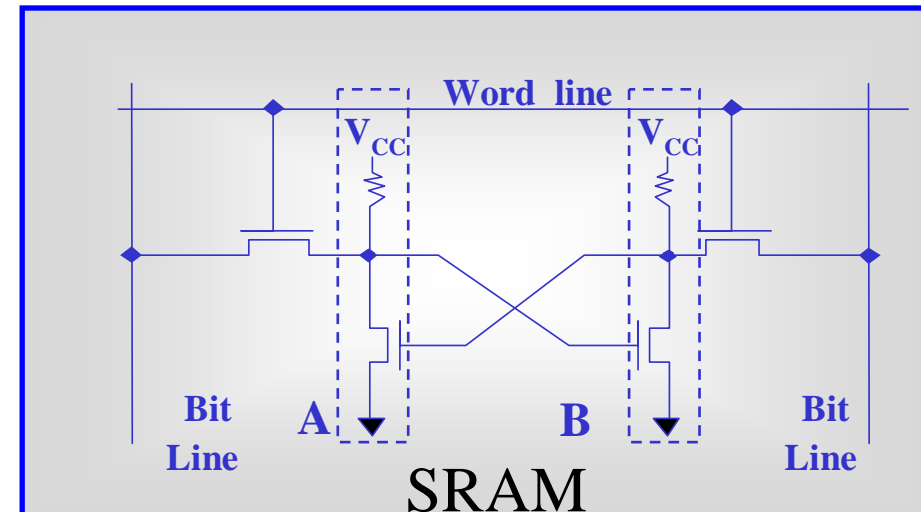 Word line
VCC
VCC
A
B
Bit
Line
Bit
Line
SRAM